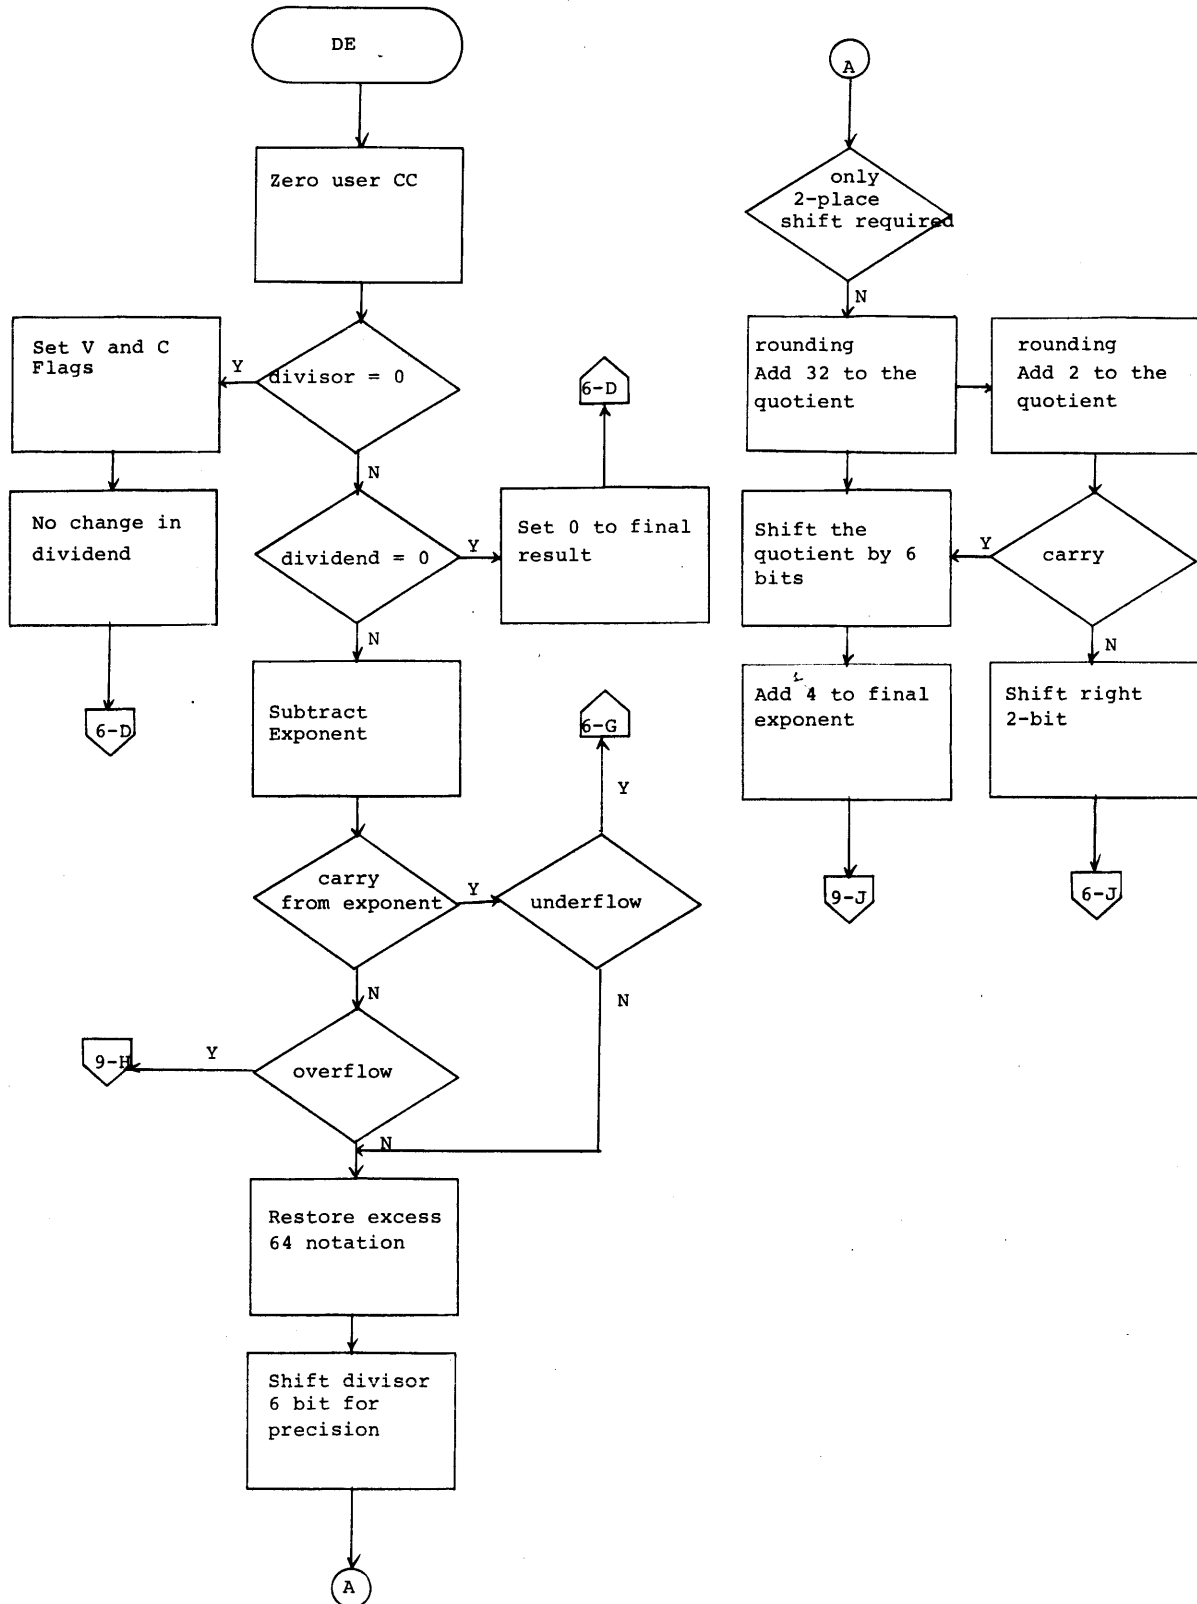 DE
Zero user CC
divisor = 0
Y
Set V and C
Flags
No change in
dividend
6-D
N
dividend = 0
Y
Set 0 to final
result
6-D
N
Subtract
Exponent
carry
from exponent
Y
underflow
Y
6-G
N
N
overflow
Y
9-H
N
Restore excess
64 notation
Shift divisor
6 bit for
precision
A
A
only
2-place
shift required
N
rounding
Add 32 to the
quotient
rounding
Add 2 to the
quotient
Shift the
quotient by 6
bits
Y
carry
N
Add 4 to final
exponent
Shift right
2-bit
9-J
6-J